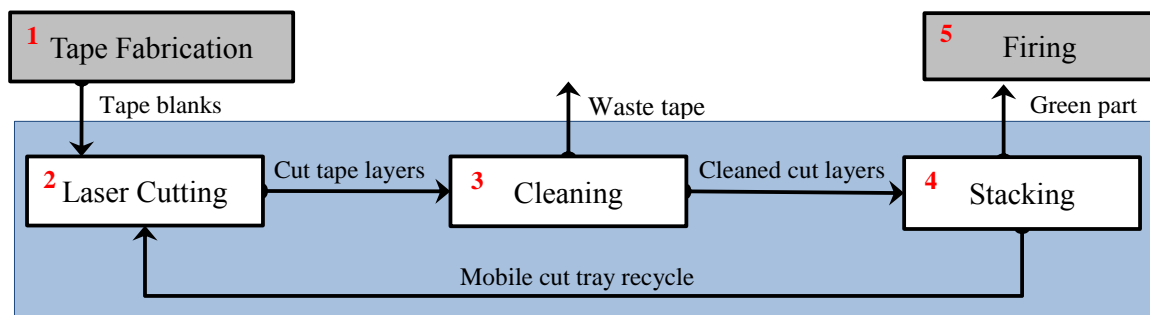 1 Tape Fabrication
5 Firing
Tape blanks
Waste tape
Green part
2 Laser Cutting
Cut tape layers
3 Cleaning
Cleaned cut layers
4 Stacking
Mobile cut tray recycle